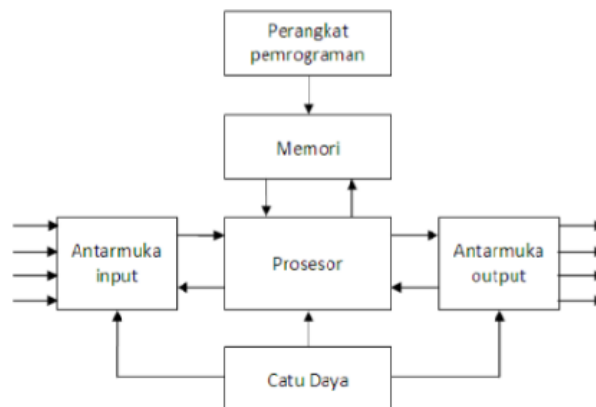 Perangkat
pemrograman
Memori
Antarmuka
input
Prosesor
Antarmuka
output
Catu Daya